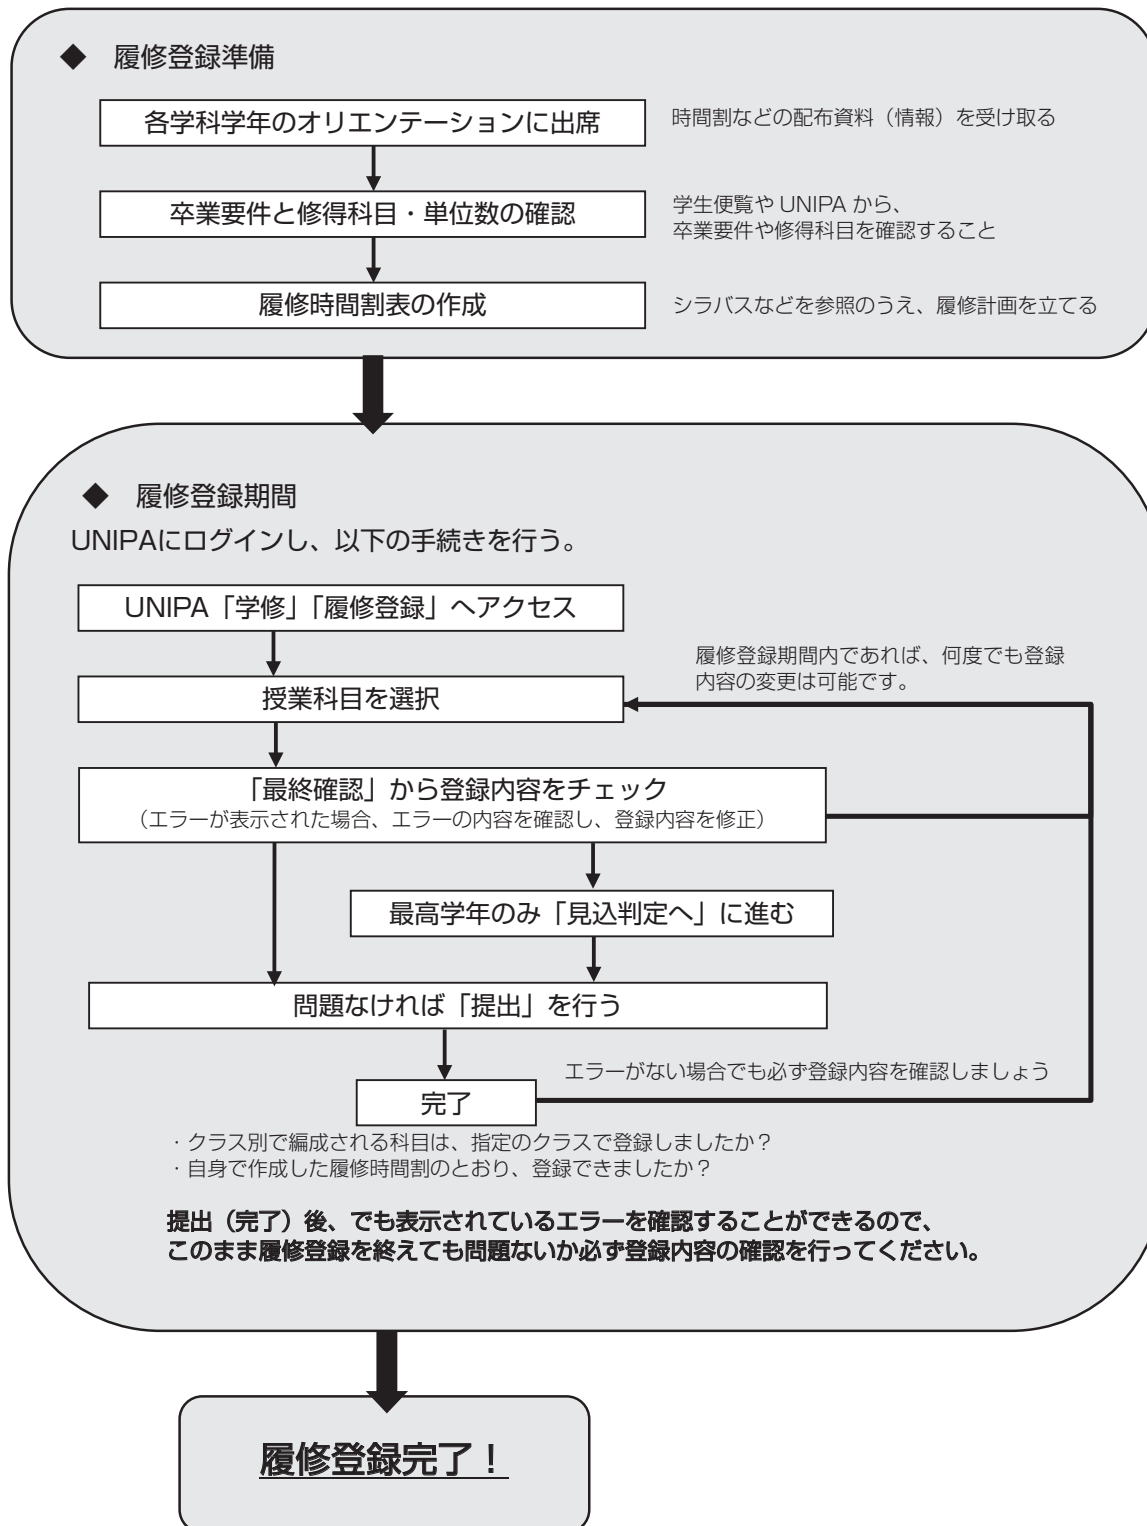 ◆ 履修登録準備
各学科学年のオリエンテーションに出席
時間割などの配布資料（情報）を受け取る
卒業要件と修得科目・単位数の確認
学生便覧や UNIPA から、
卒業要件や修得科目を確認すること
履修時間割表の作成
シラバスなどを参照のうえ、履修計画を立てる
◆ 履修登録期間
UNIPAにログインし、以下の手続きを行う。
UNIPA「学修」「履修登録」へアクセス
履修登録期間内であれば、何度でも登録
内容の変更は可能です。
授業科目を選択
「最終確認」から登録内容をチェック
（エラーが表示された場合、エラーの内容を確認し、登録内容を修正）
最高学年のみ「見込判定へ」に進む
問題なければ「提出」を行う
エラーがない場合でも必ず登録内容を確認しましょう
完了
・クラス別で編成される科目は、指定のクラスで登録しましたか？
・自身で作成した履修時間割のとおり、登録できましたか？
提出（完了）後、でも表示されているエラーを確認することができるので、
このまま履修登録を終えても問題ないか必ず登録内容の確認を行ってください。
履修登録完了！